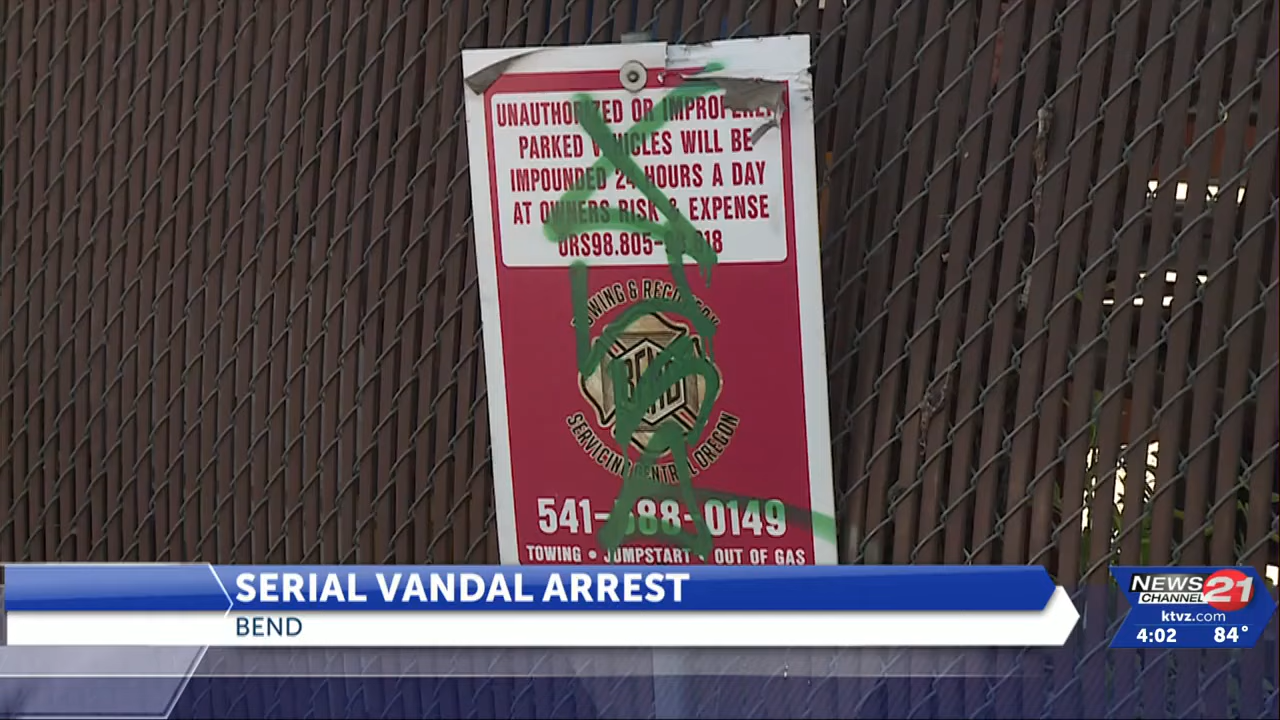 UNAUTHORIZED OR IMPROPERLY
PARKED VEHICLES WILL BE
IMPOUNDED 24 HOURS A DAY
AT OWNERS RISK & EXPENSE
TOWING & RECOVERY
BEND
SERVICING CENTRAL OREGON
TOWING • JUMPSTART • OUT OF GAS
SERIAL VANDAL ARREST
BEND
NEWS
CHANNEL 21
ktvz.com
4:02 84°